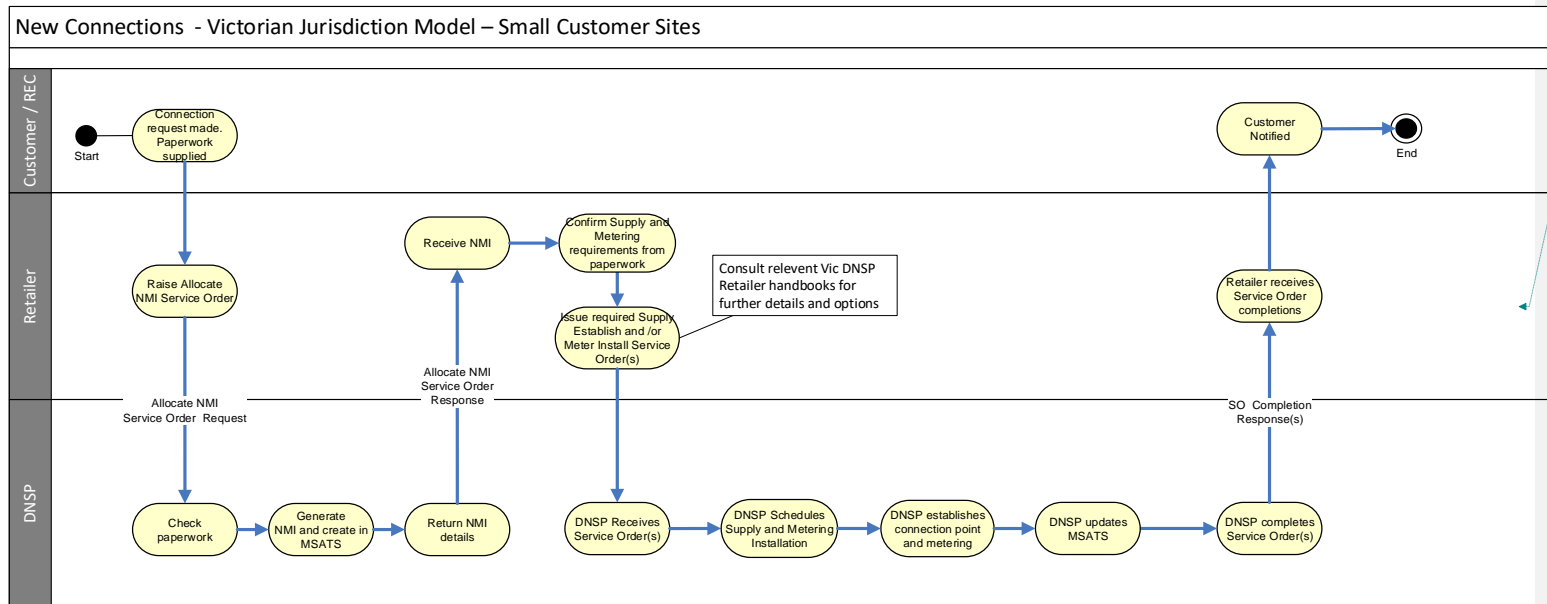 New Connections - Victorian Jurisdiction Model – Small Customer Sites
Customer / REC
Start
Connection
request made.
Paperwork
supplied
Customer
Notified
End
Retailer
Raise Allocate
NMI Service Order
Receive NMI
Confirm Supply and
Metering
requirements from
paperwork
Issue required Supply
Establish and /or
Meter Install Service
Order(s)
Consult relevent Vic DNSP
Retailer handbooks for
further details and options
Retailer receives
Service Order
completions
Allocate NMI
Service Order Request
Allocate NMI
Service Order
Response
SO Completion
Response(s)
DNSP
Check
paperwork
Generate
NMI and create in
MSATS
Return NMI
details
DNSP Receives
Service Order(s)
DNSP Schedules
Supply and Metering
Installation
DNSP establishes
connection point
and metering
DNSP updates
MSATS
DNSP completes
Service Order(s)